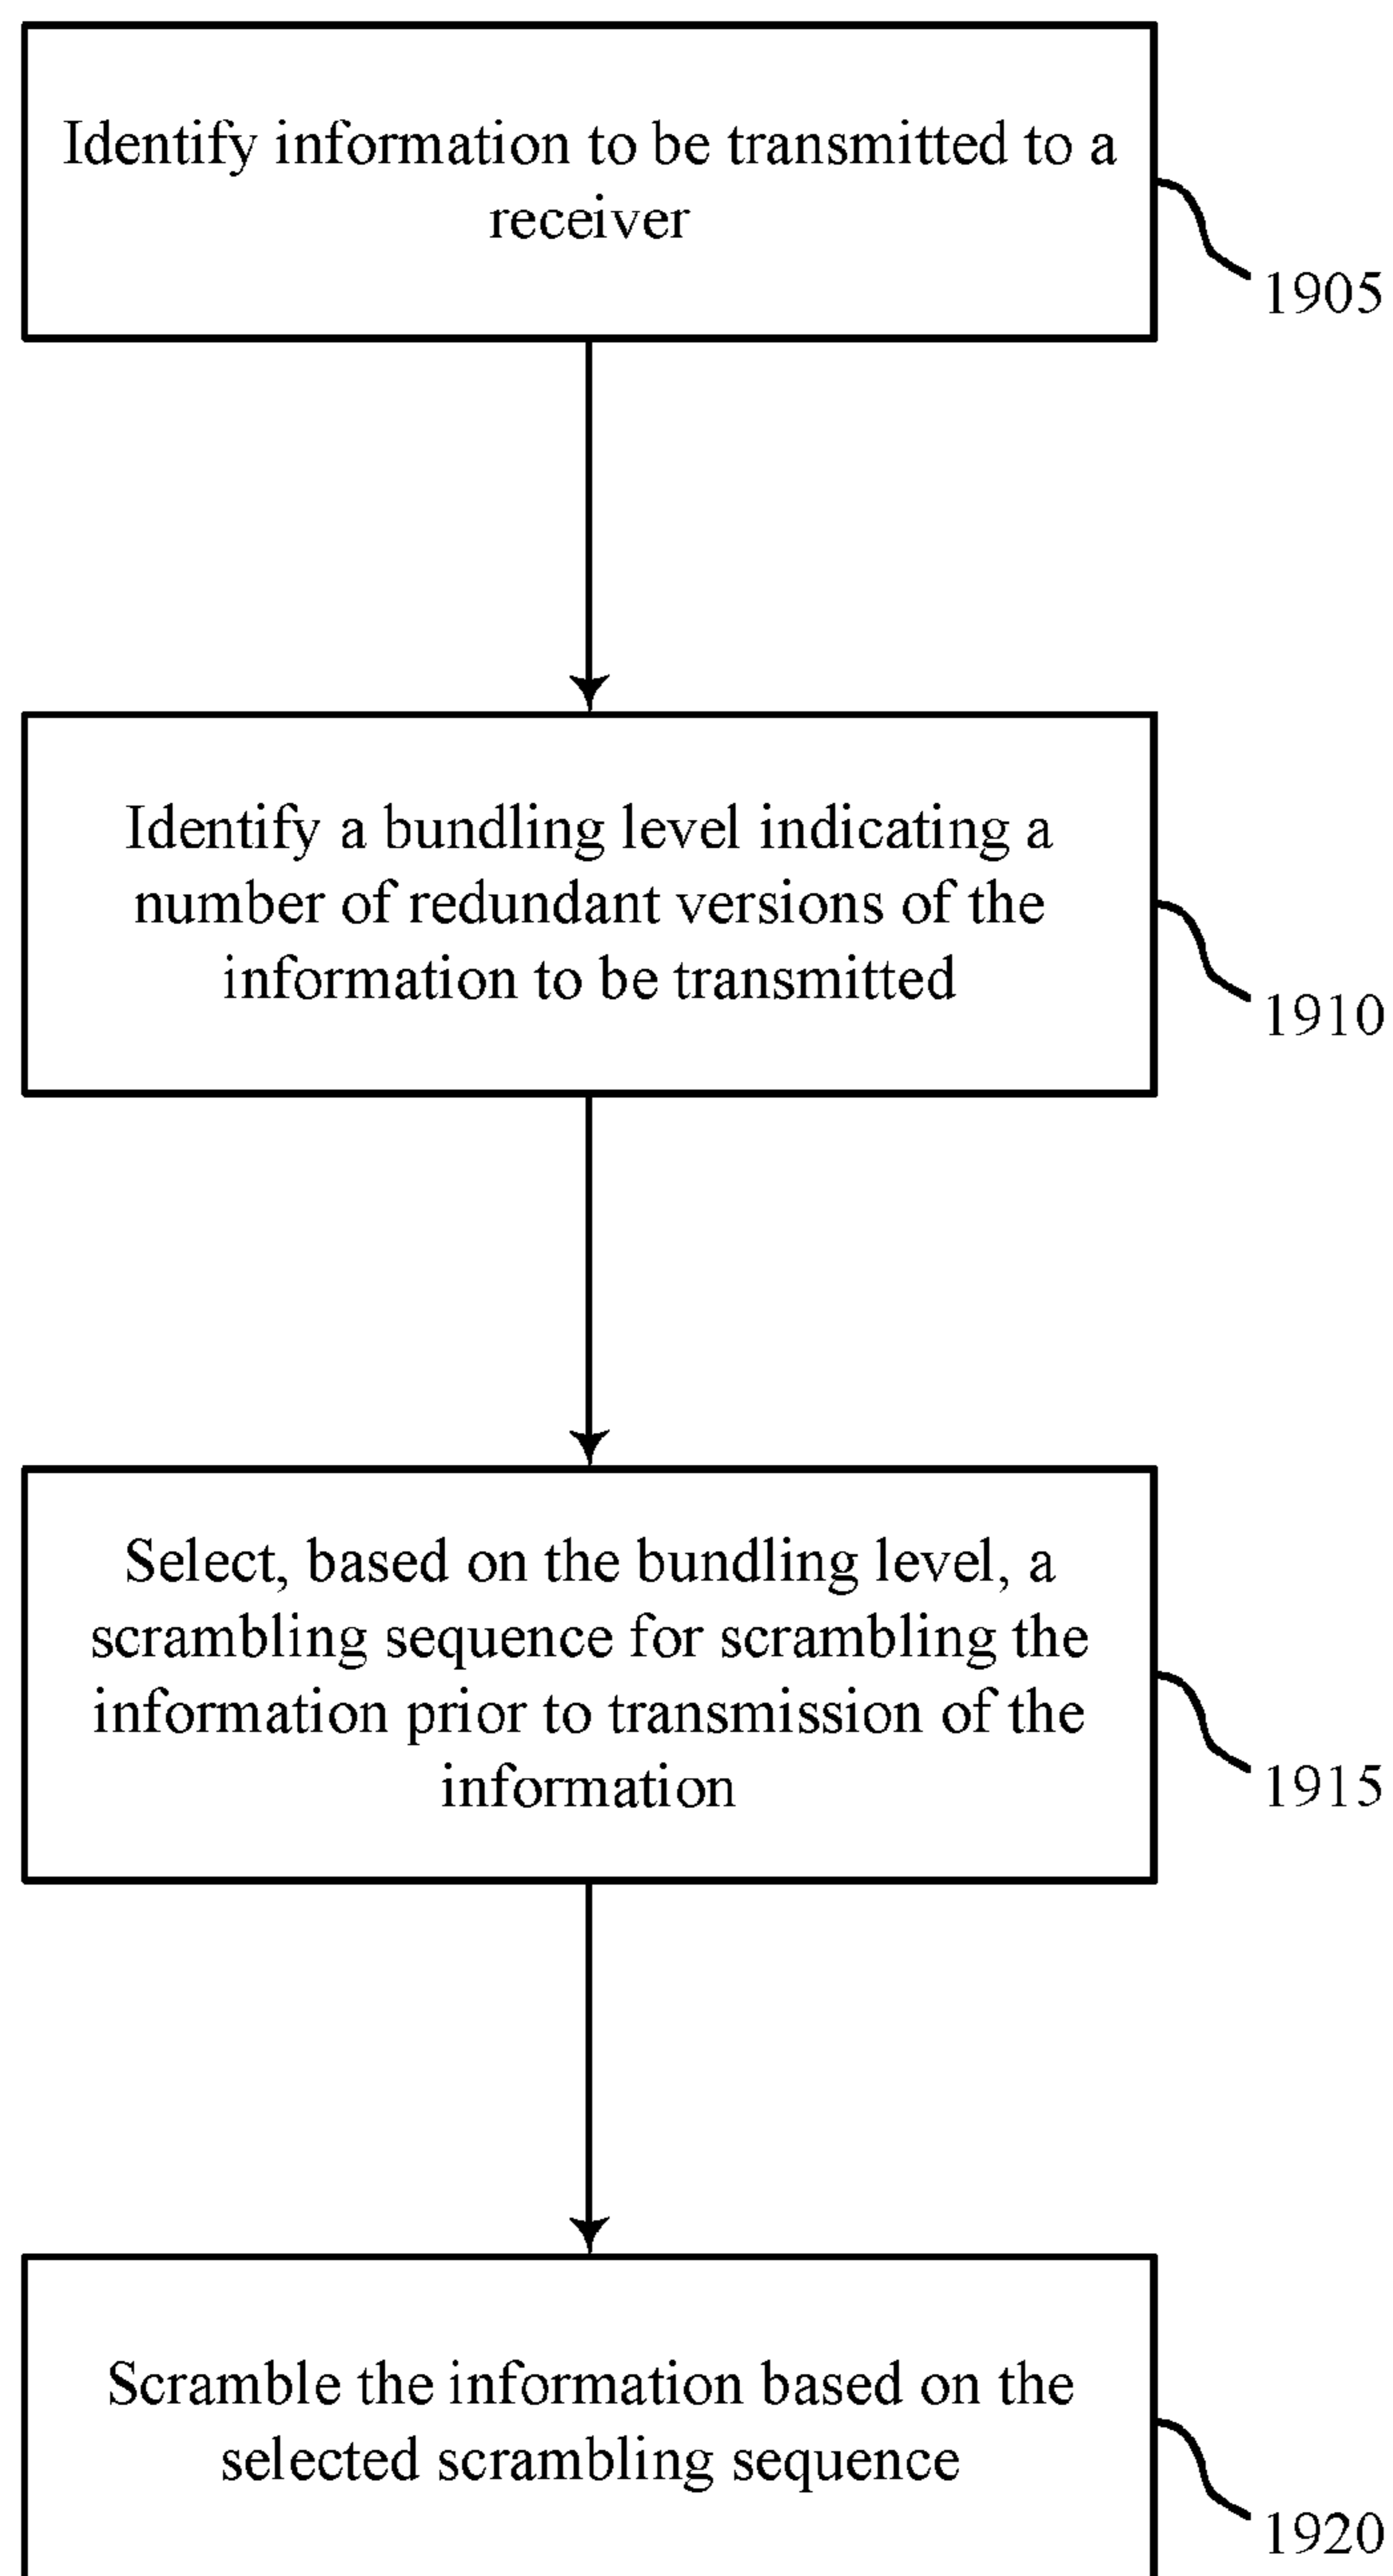 Identify information to be transmitted to a
receiver
1905
Identify a bundling level indicating a
number of redundant versions of the
information to be transmitted
1910
Select, based on the bundling level, a
scrambling sequence for scrambling the
information prior to transmission of the
information
1915
Scramble the information based on the
selected scrambling sequence
1920